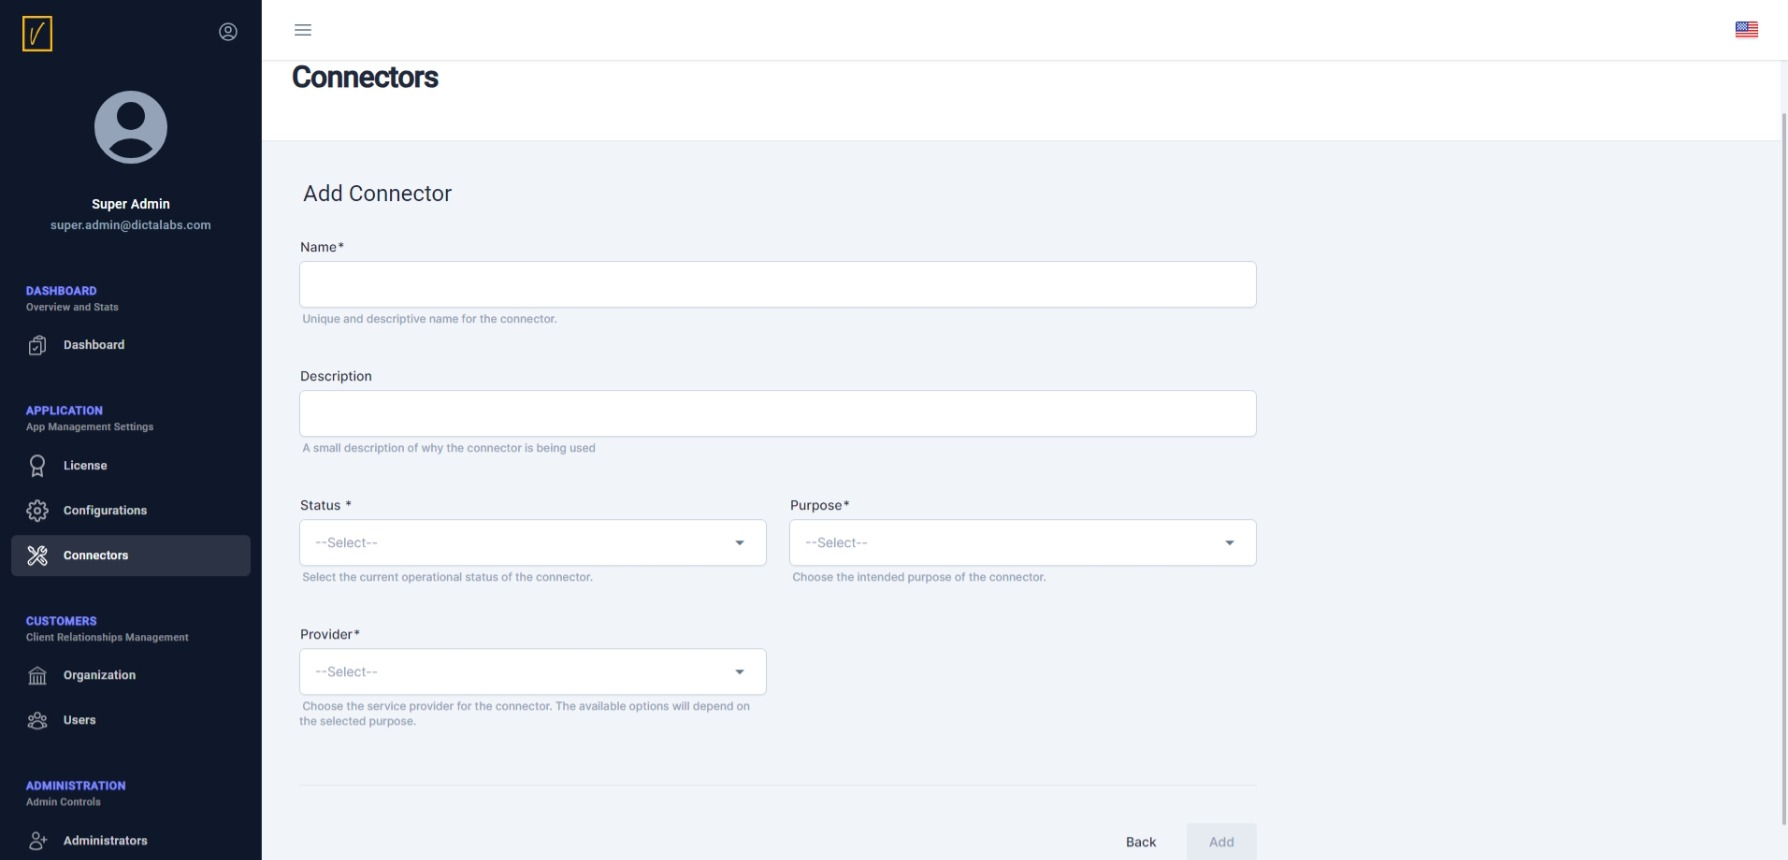 Super Admin
super.admin@dictalabs.com
DASHBOARD
Overview and Stats
Dashboard
APPLICATION
App Management Settings
License
Configurations
Connectors
CUSTOMERS
Client Relationships Management
Organization
Users
ADMINISTRATION
Admin Controls
Administrators
Connectors
Add Connector
Name*
Unique and descriptive name for the connector.
Description
A small description of why the connector is being used
Status * Purpose*
--Select-- --Select--
Select the current operational status of the connector. Choose the intended purpose of the connector.
Provider*
--Select--
Choose the service provider for the connector. The available options will depend on
the selected purpose.
Back Add